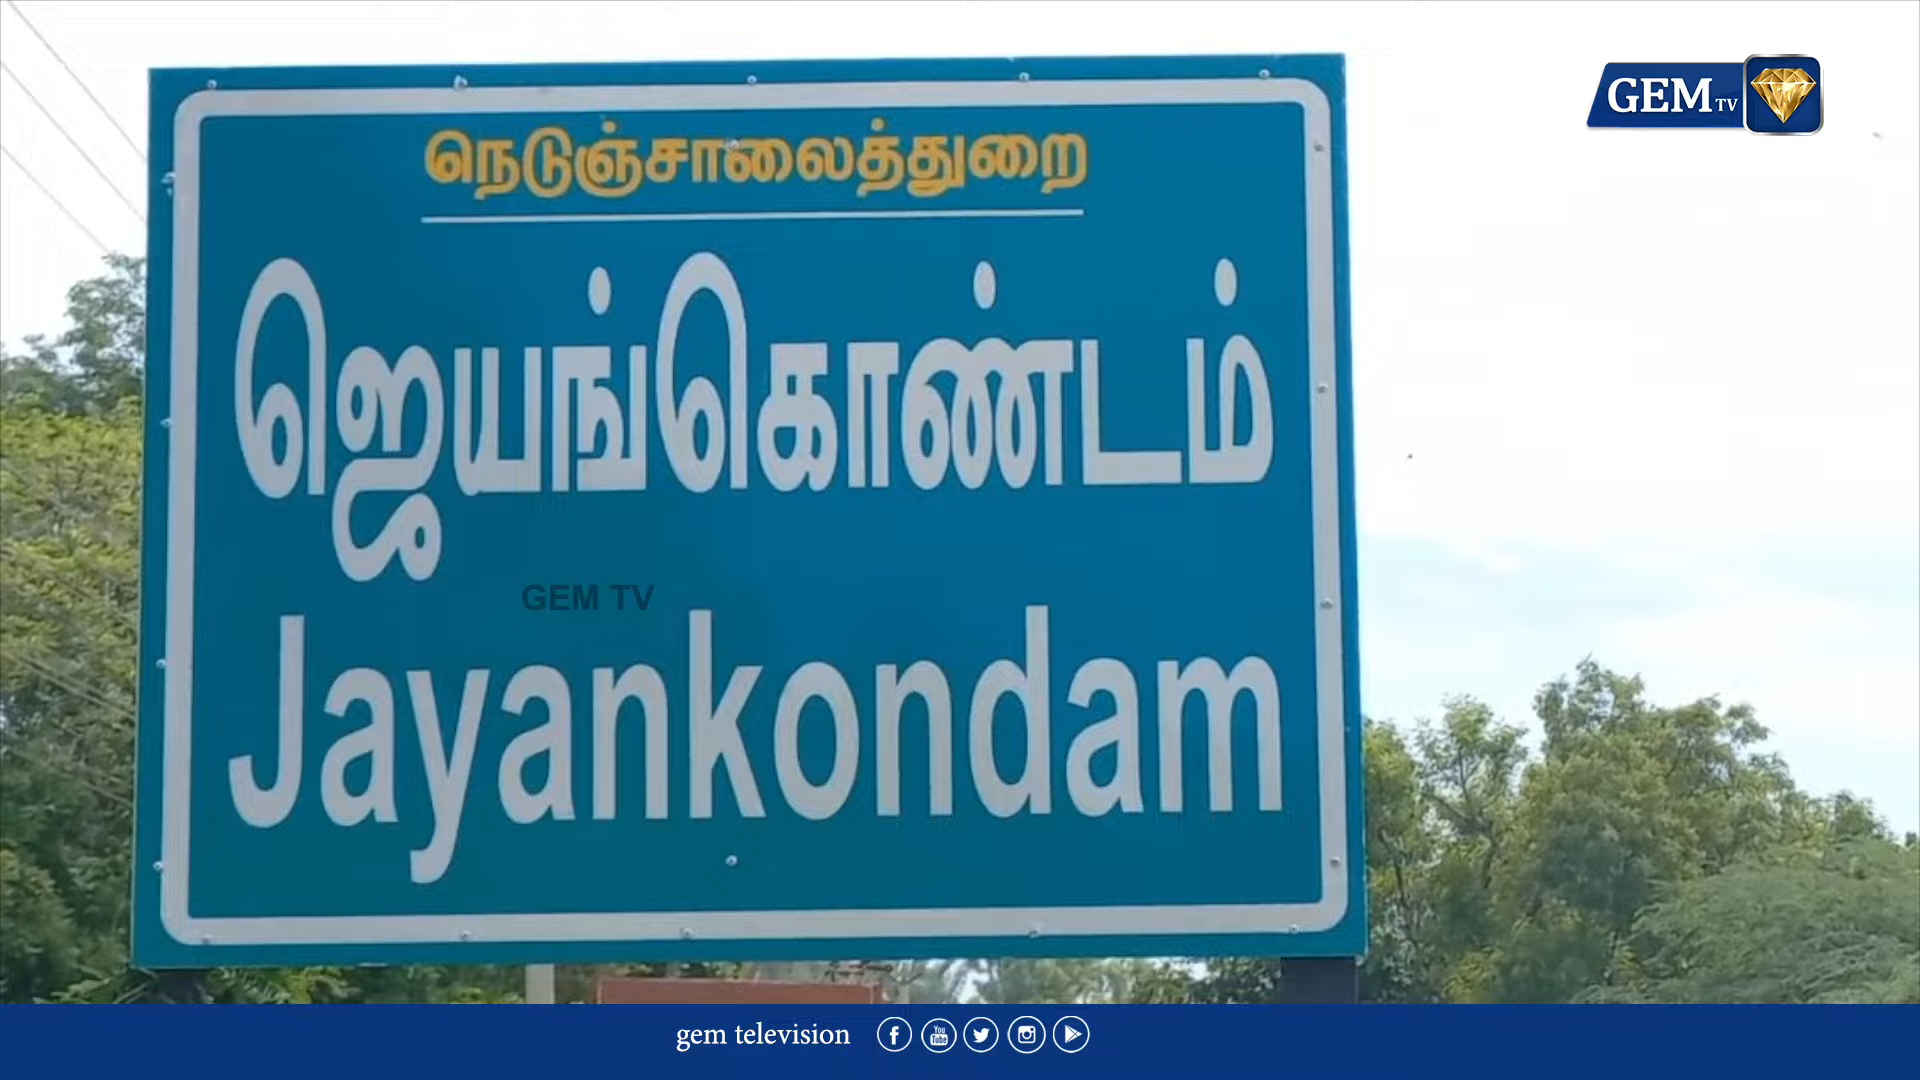 GEM TV
நெடுஞ்சாலைத்துறை
ஜெயங்கொண்டம்
GEM TV
Jayankondam
gem television